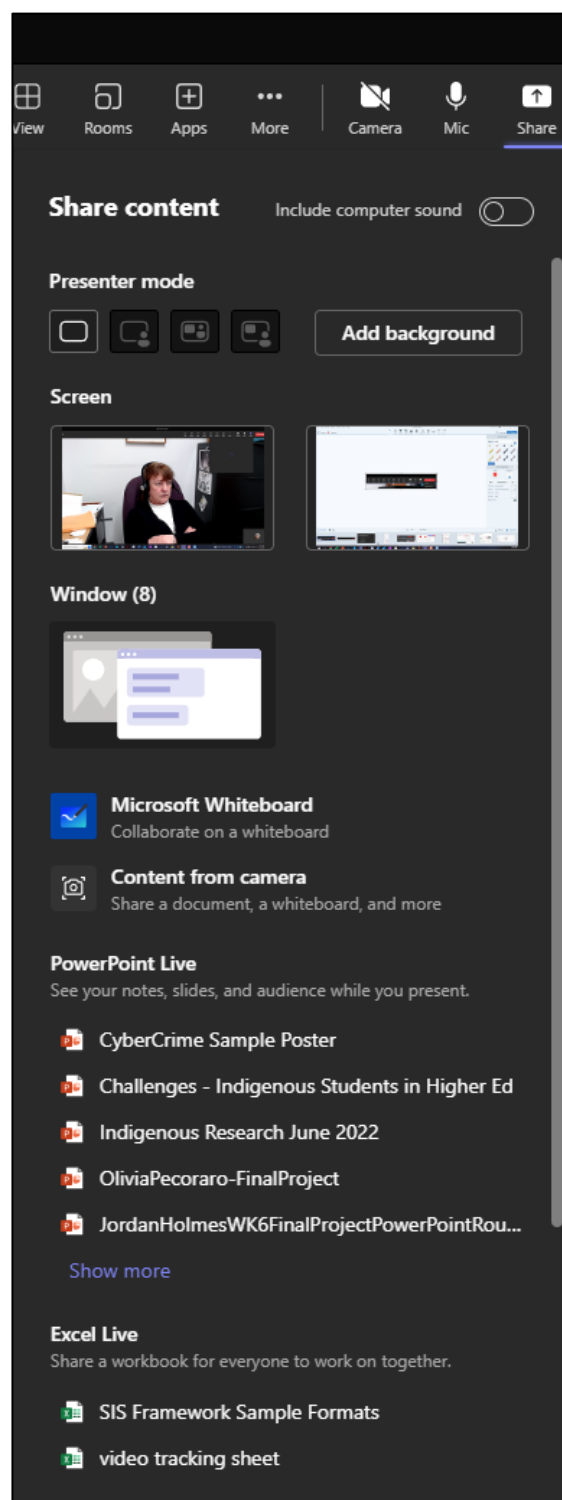 View Rooms Apps More Camera Mic Share
Share content Include computer sound
Presenter mode
Add background
Screen
Window (8)
Microsoft Whiteboard
Collaborate on a whiteboard
Content from camera
Share a document, a whiteboard, and more
PowerPoint Live
See your notes, slides, and audience while you present.
CyberCrime Sample Poster
Challenges - Indigenous Students in Higher Ed
Indigenous Research June 2022
OliviaPecoraro-FinalProject
JordanHolmesWK6FinalProjectPowerPointRou...
Show more
Excel Live
Share a workbook for everyone to work on together.
SIS Framework Sample Formats
video tracking sheet